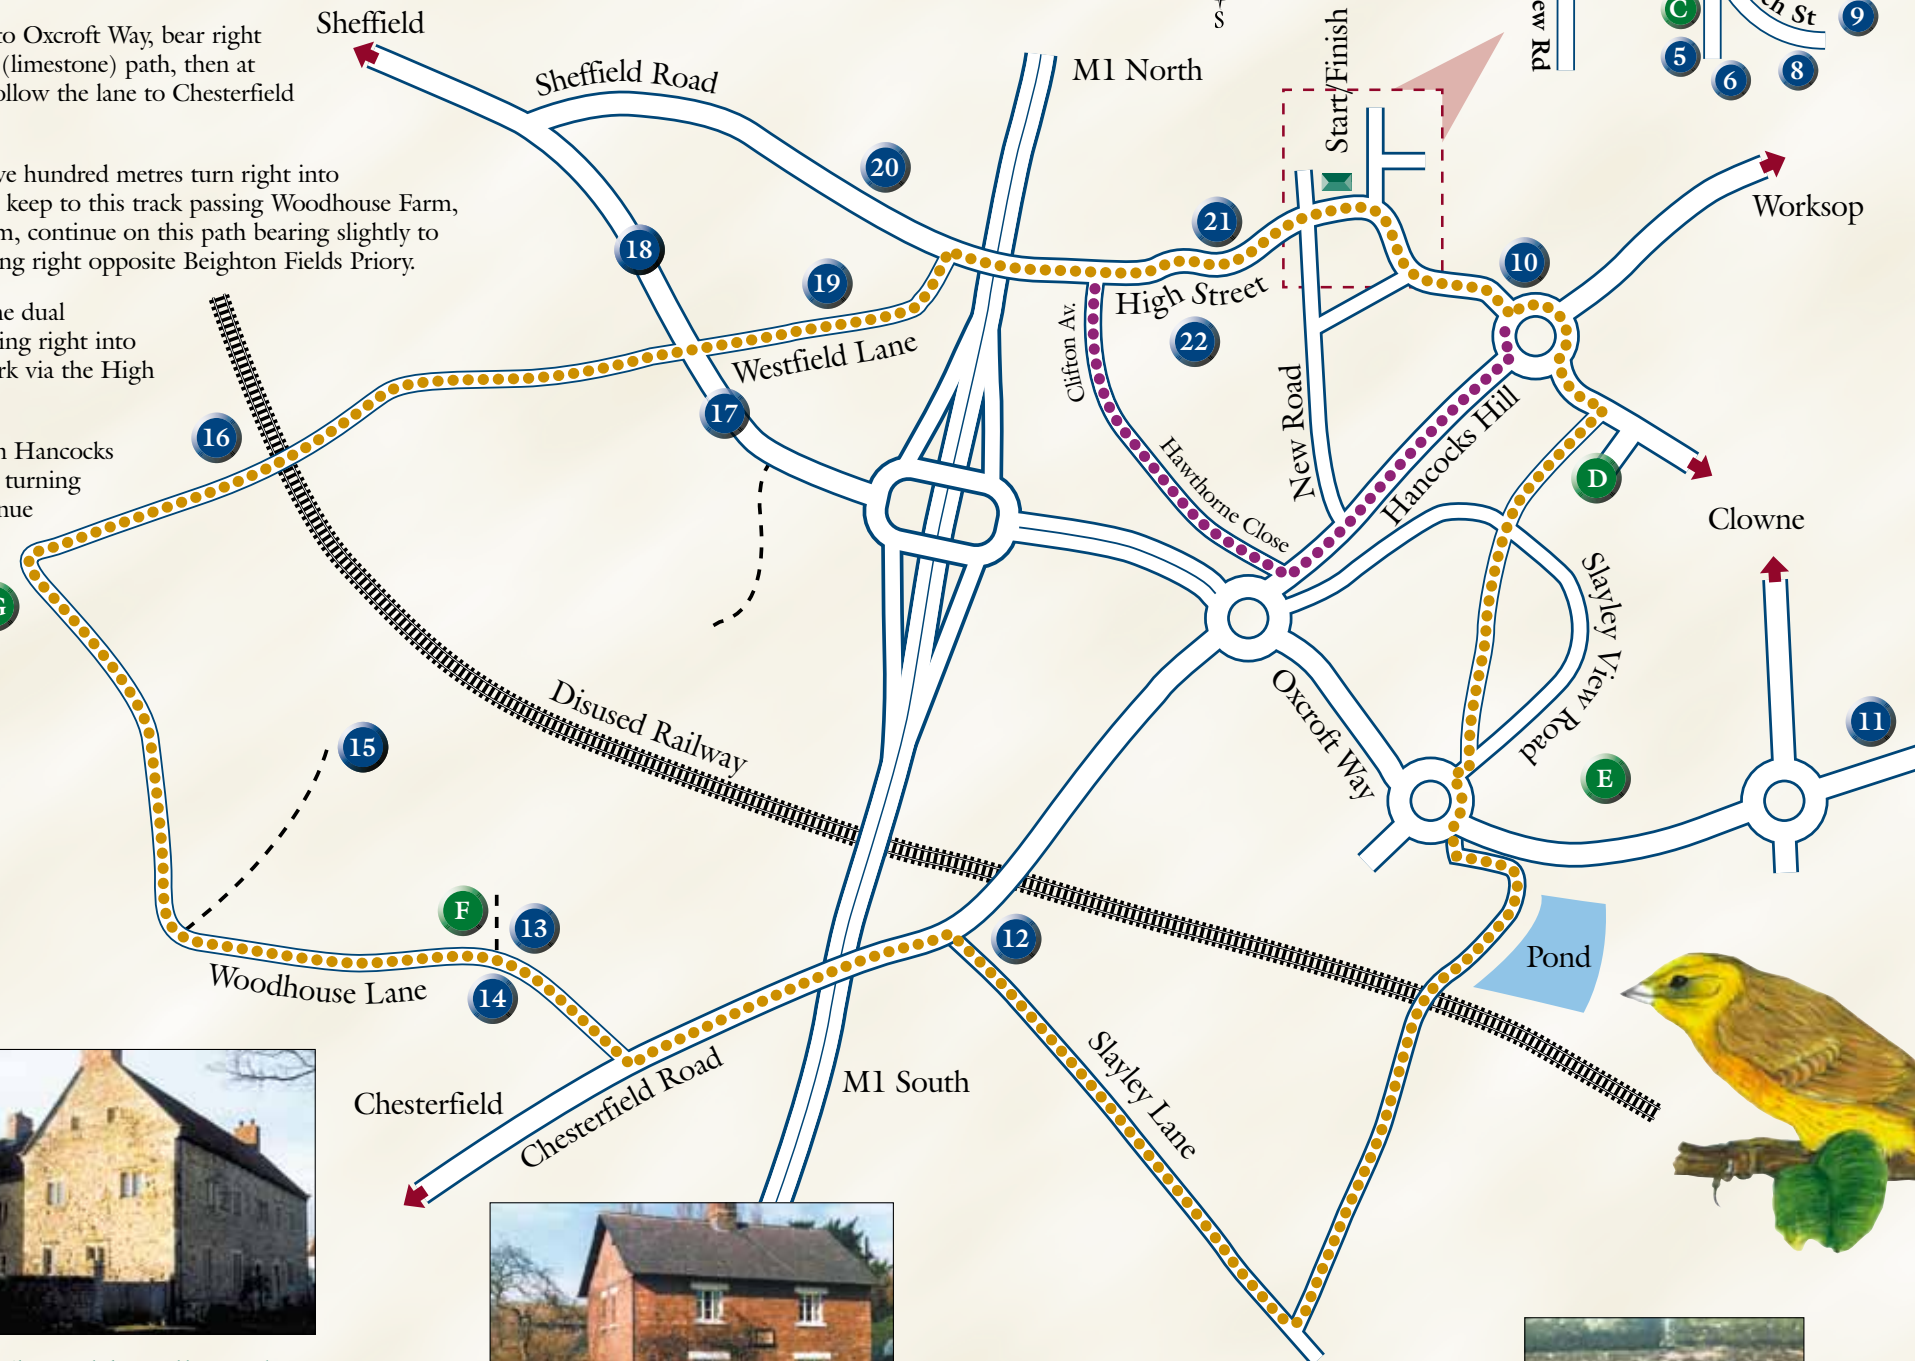 to Oxcroft Way, bear right
(limestone) path, then at
ollow the lane to Chesterfield
ve hundred metres turn right into
keep to this track passing Woodhouse Farm,
m, continue on this path bearing slightly to
ng right opposite Beighton Fields Priory.
ne dual
ing right into
rk via the High
n Hancocks
turning
nue
Sheffield
Sheffield Road
M1 North
S
Start/Finish
ew Rd
C
5
6
8
9
ch St
Worksop
20
21
10
18
19
High Street
22
Clifton Av.
Westfield Lane
17
16
New Road
Hancocks Hill
Hawthorne Close
D
Clowne
G
Slayley View Road
Disused Railway
Oxcroft Way
15
E
11
F
13
12
14
Woodhouse Lane
Pond
Chesterfield
Chesterfield Road
M1 South
Slayley Lane